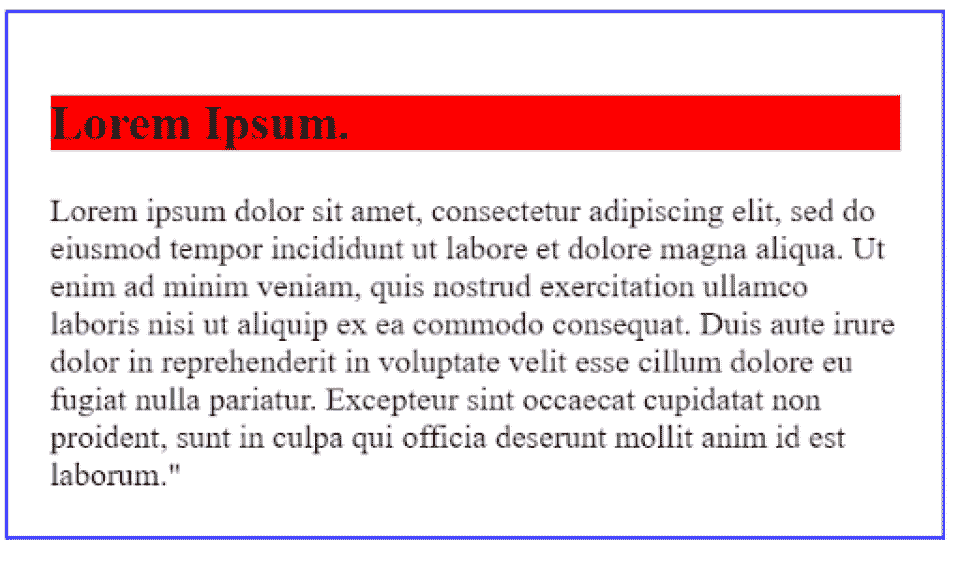 Lorem Ipsum.
Lorem ipsum dolor sit amet, consectetur adipiscing elit, sed do
eiusmod tempor incididunt ut labore et dolore magna aliqua. Ut
enim ad minim veniam, quis nostrud exercitation ullamco
laboris nisi ut aliquip ex ea commodo consequat. Duis aute irure
dolor in reprehenderit in voluptate velit esse cillum dolore eu
fugiat nulla pariatur. Excepteur sint occaecat cupidatat non
proident, sunt in culpa qui officia deserunt mollit anim id est
laborum."